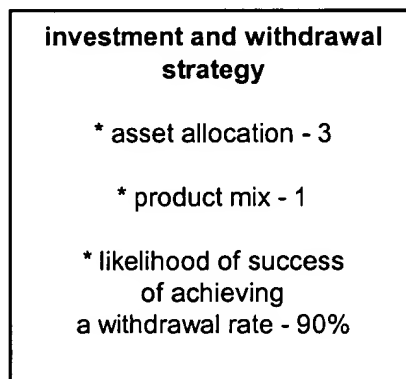 investment and withdrawal
strategy
* asset allocation - 3
* product mix - 1
* likelihood of success
of achieving
a withdrawal rate - 90%